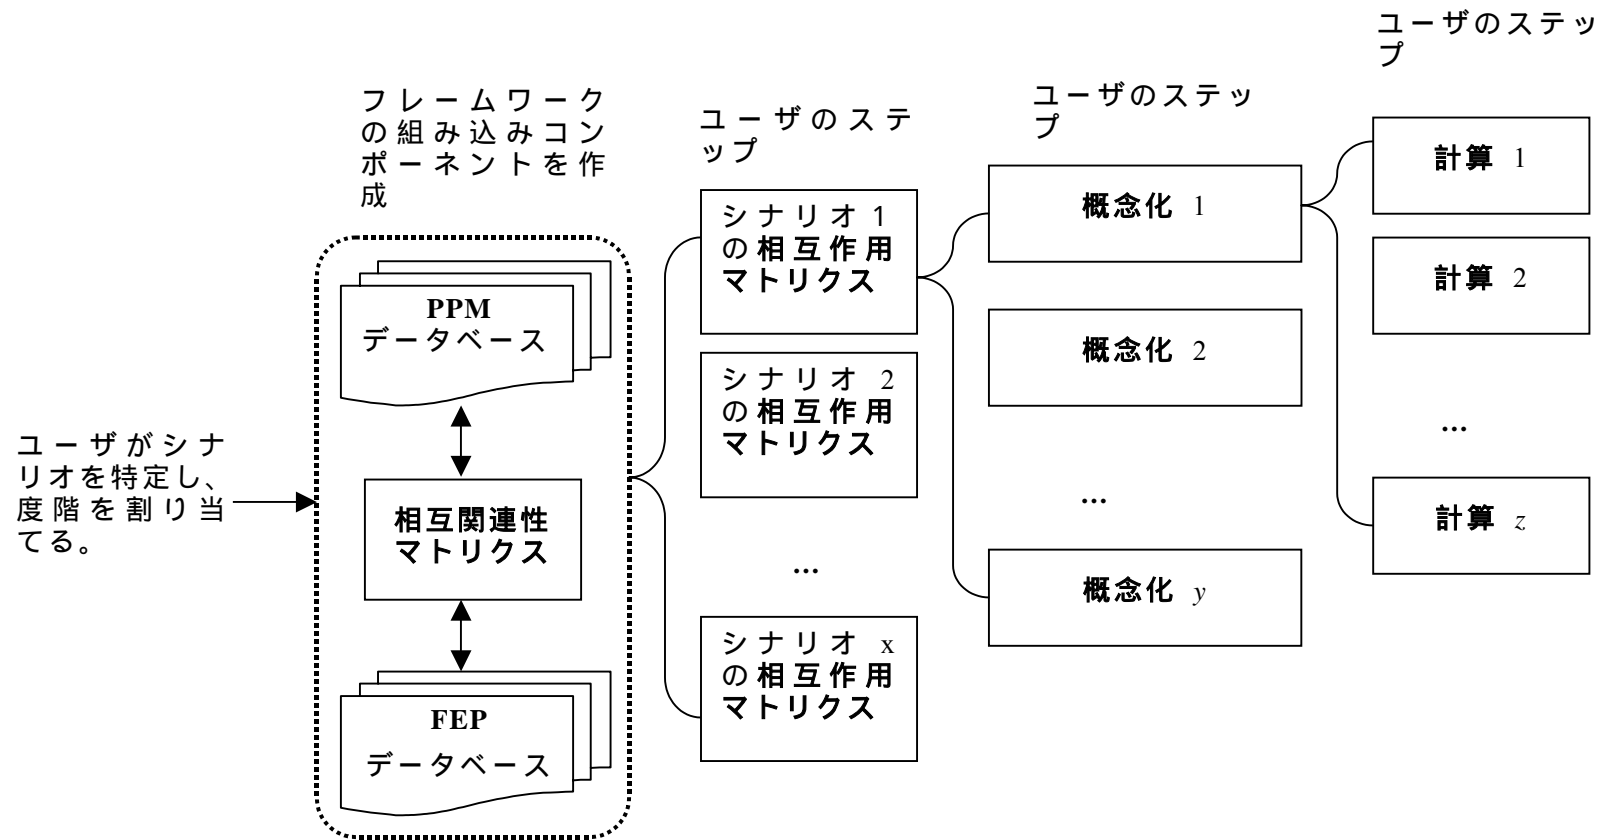 ユーザがシナ
リオを特定し、
度階を割り当
てる。
フレームワーク
の組み込みコン
ポーネントを作
成
PPM
データベース
相互関連性
マトリクス
FEP
データベース
ユーザのステ
ップ
シナリオ 1
の相互作用
マトリクス
シナリオ 2
の相互作用
マトリクス
...
シナリオ x
の相互作用
マトリクス
ユーザのステッ
プ
概念化 1
概念化 2
...
概念化 y
ユーザのステッ
プ
計算 1
計算 2
...
計算 z